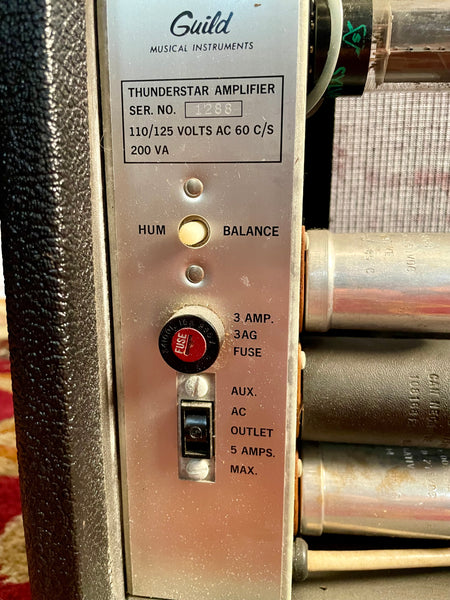 Guild
MUSICAL INSTRUMENTS
THUNDERSTAR AMPLIFIER
SER. NO. 1288
110/125 VOLTS AC 60 C/S
200 VA
HUM BALANCE
3 AMP.
3AG
FUSE
FUSE
AUX.
AC
OUTLET
5 AMPS.
MAX.